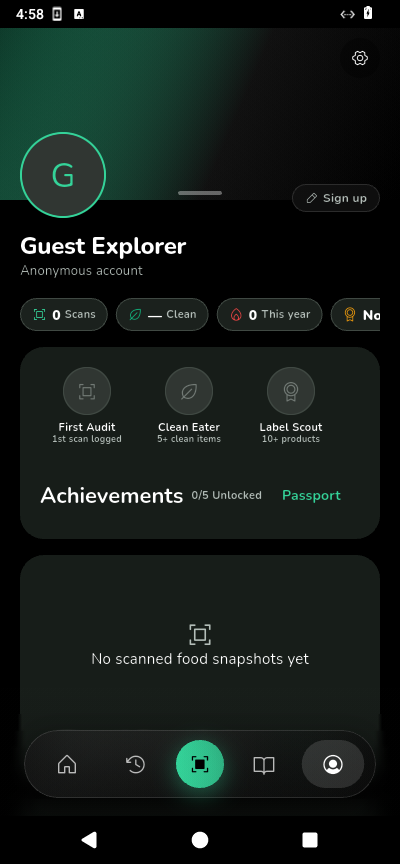 4:58
G
Sign up
Guest Explorer
Anonymous account
0 Scans
— Clean
0 This year
No
First Audit
1st scan logged
Clean Eater
5+ clean items
Label Scout
10+ products
Achievements 0/5 Unlocked Passport
No scanned food snapshots yet